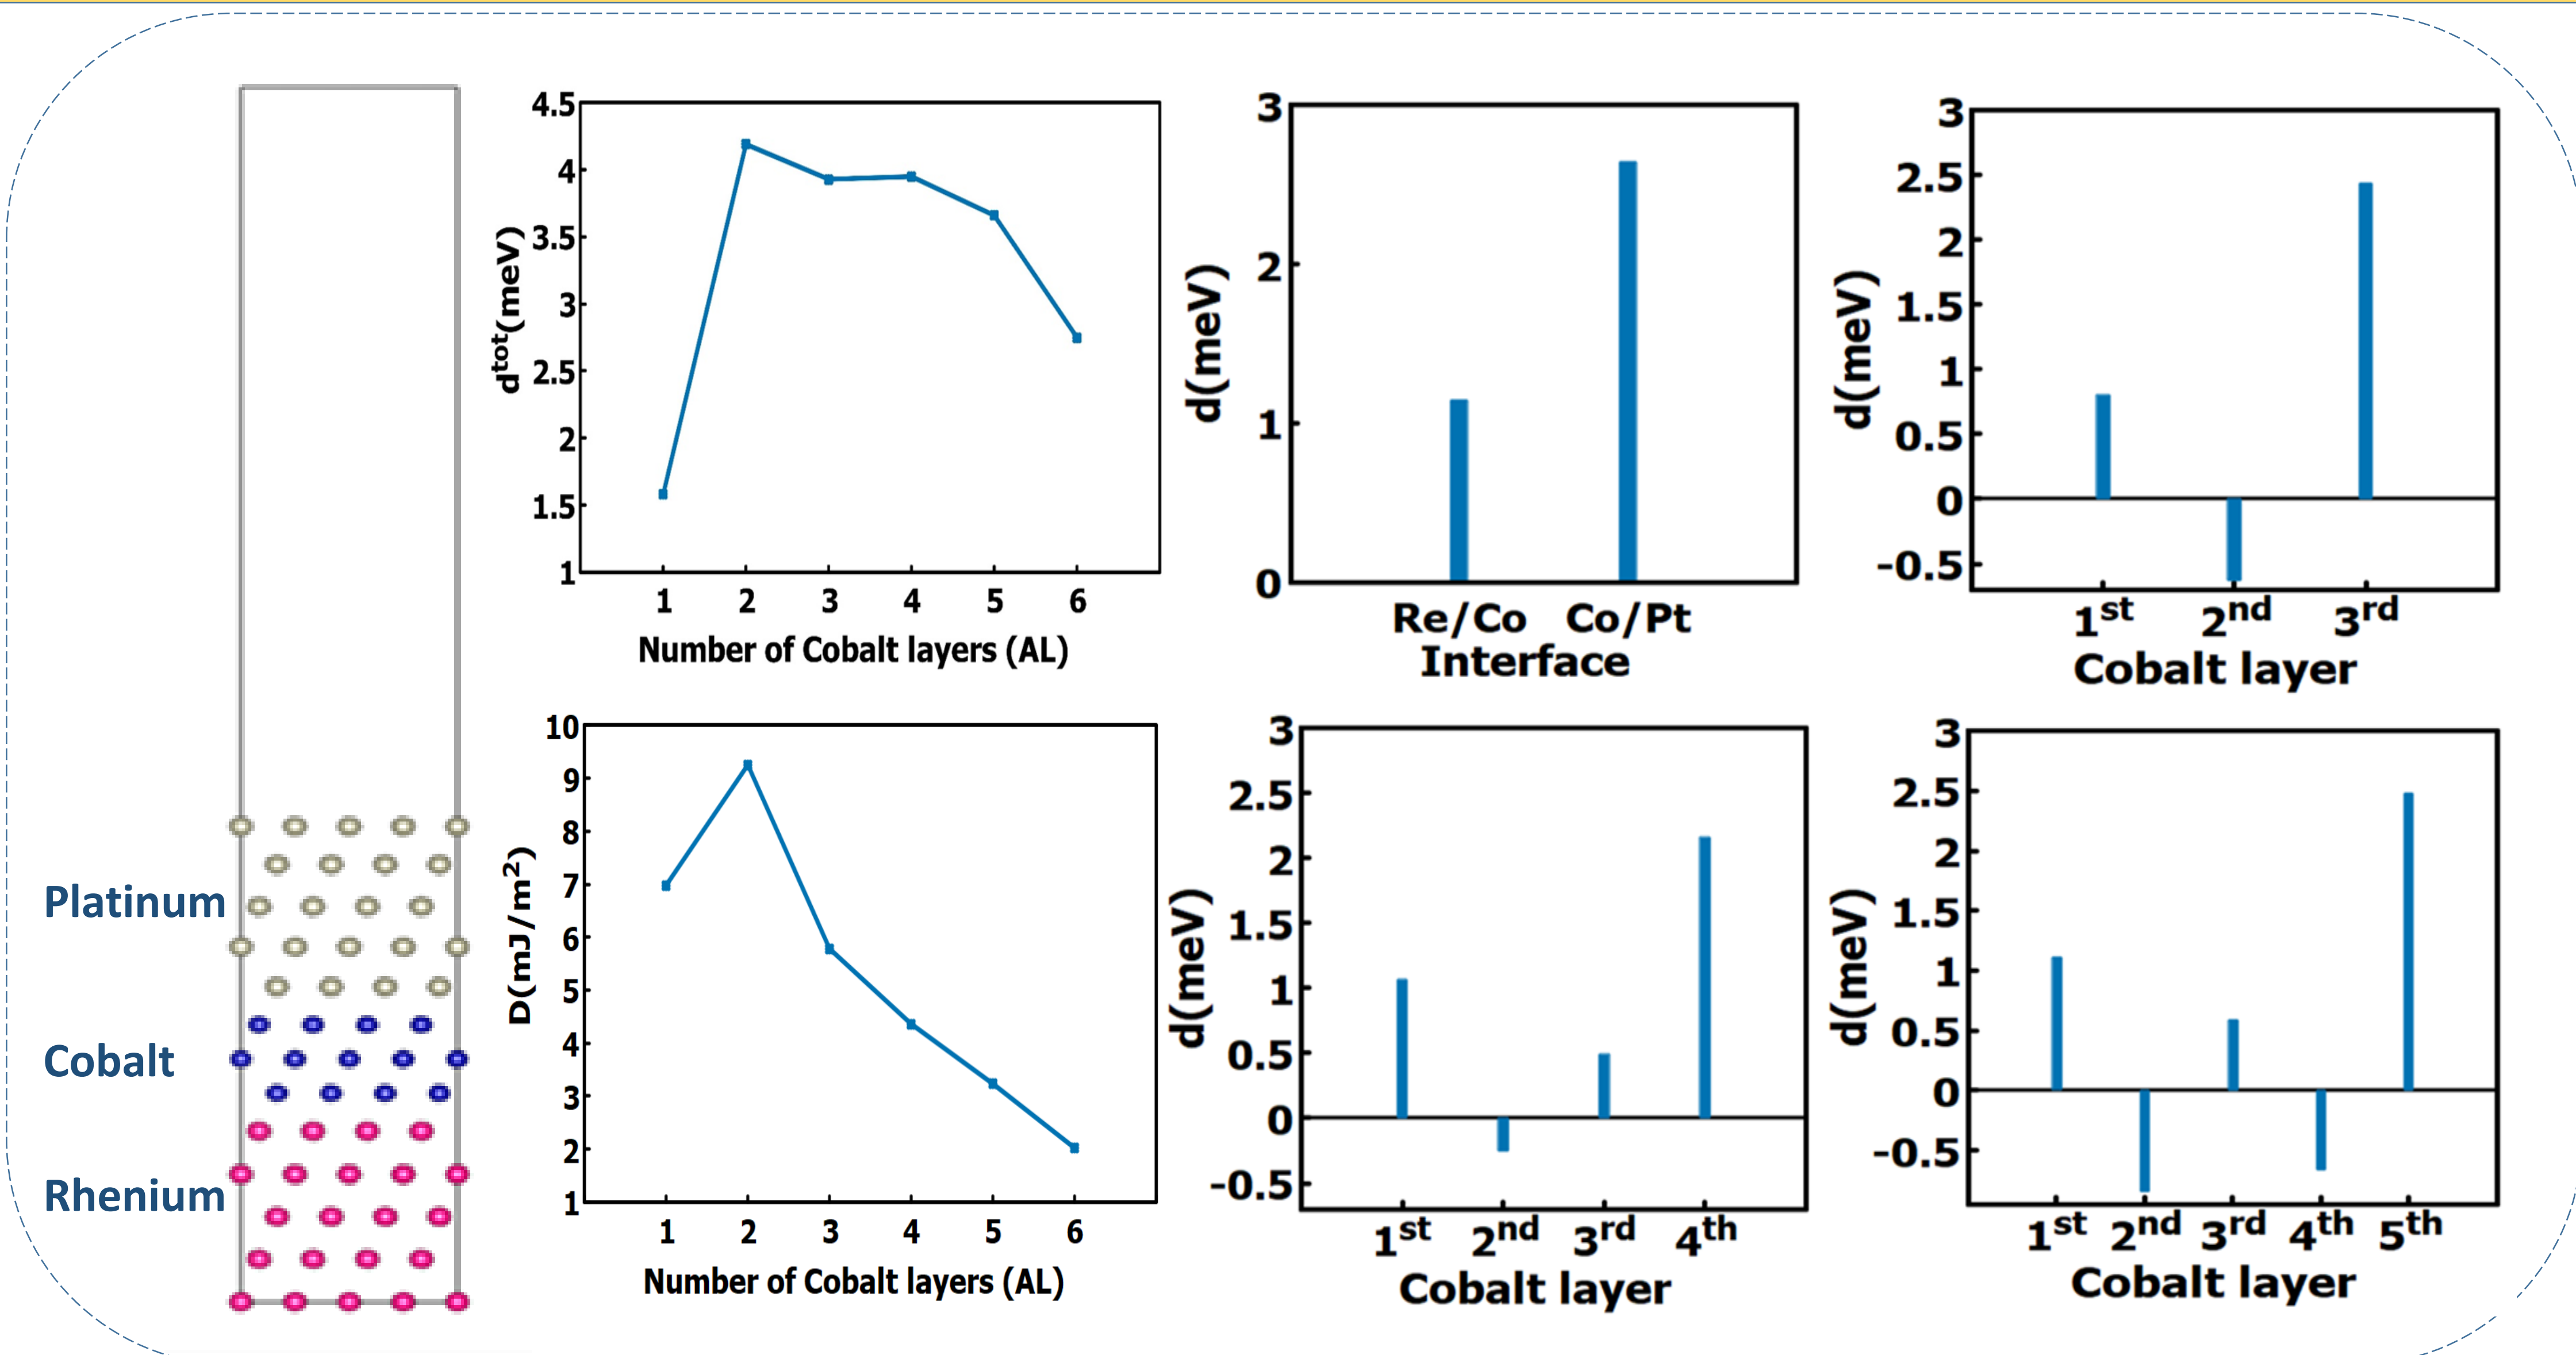 Platinum
Cobalt
Rhenium
4.5
4
3.5
3
2.5
2
1.5
1
d^tot(meV)
1 2 3 4 5 6
Number of Cobalt layers (AL)
3
2
1
0
d(meV)
Re/Co Co/Pt
Interface
3
2.5
2
1.5
1
0.5
0
-0.5
d(meV)
1st 2nd 3rd
Cobalt layer
10
9
8
7
6
5
4
3
2
1
D(mJ/m²)
1 2 3 4 5 6
Number of Cobalt layers (AL)
3
2.5
2
1.5
1
0.5
0
-0.5
d(meV)
1st 2nd 3rd 4th
Cobalt layer
3
2.5
2
1.5
1
0.5
0
-0.5
d(meV)
1st 2nd 3rd 4th 5th
Cobalt layer